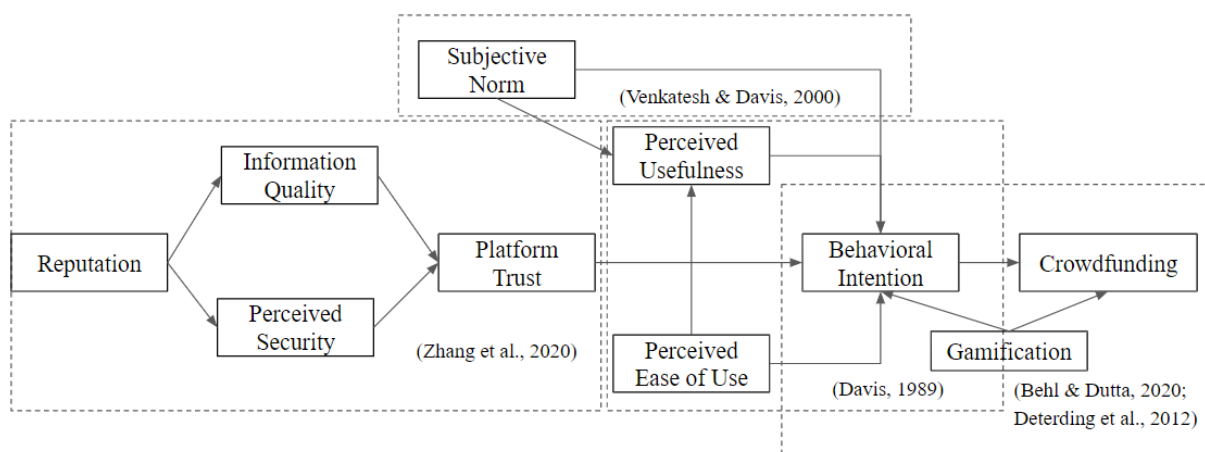 Subjective
Norm
(Venkatesh & Davis, 2000)
Information
Quality
Perceived
Usefulness
Reputation
Platform
Trust
Behavioral
Intention
Crowdfunding
Perceived
Security
(Zhang et al., 2020)
Perceived
Ease of Use
Gamification
(Davis, 1989)
(Behl & Dutta, 2020;
Deterding et al., 2012)